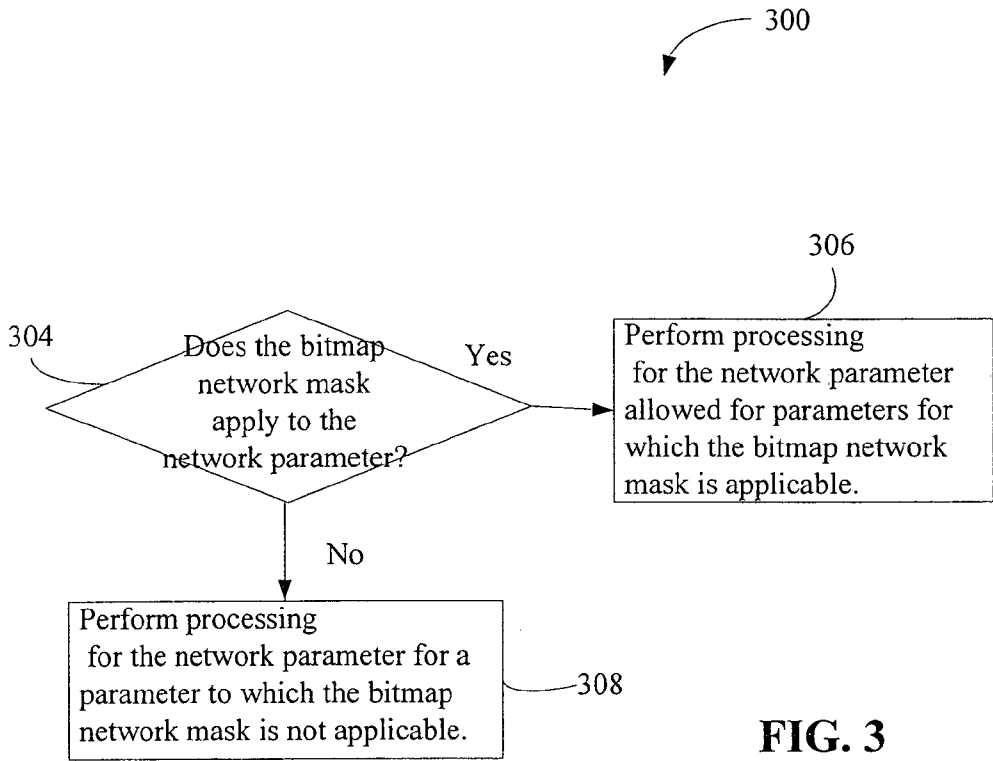 300
306
304
Does the bitmap
network mask
apply to the
network parameter?
Yes
Perform processing
for the network parameter
allowed for parameters for
which the bitmap network
mask is applicable.
No
Perform processing
for the network parameter for a
parameter to which the bitmap
network mask is not applicable.
308
FIG. 3